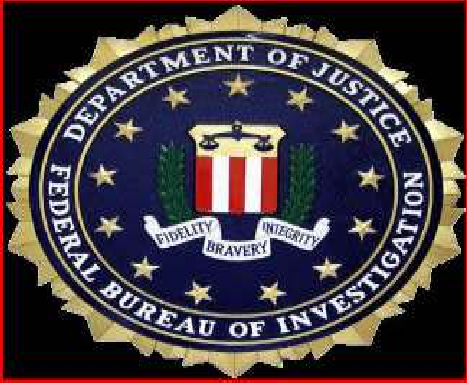 DEPARTMENT OF JUSTICE
FIDELITY
BRAVERY
INTEGRITY
FEDERAL BUREAU OF INVESTIGATION